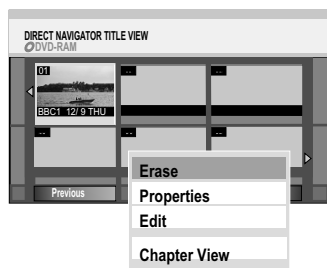 DIRECT NAVIGATOR TITLE VIEW
DVD-RAM
01
-- --
BBC1 12/ 9 THU
-- -- --
Previous
Erase
Properties
Edit
Chapter View